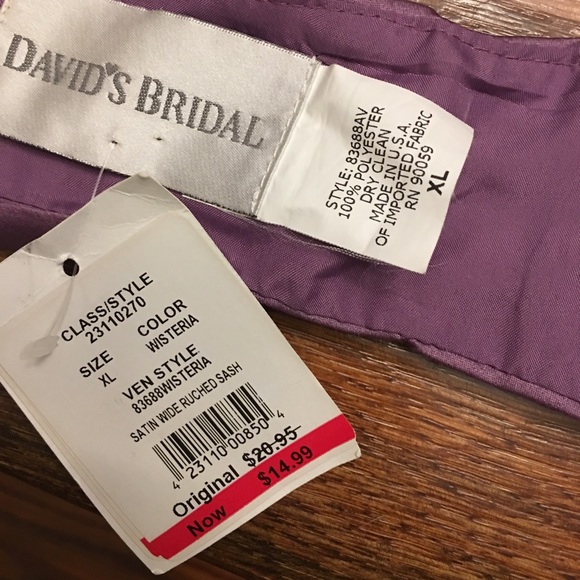 DAVID'S BRIDAL
STYLE: 83688AV
100% POLYESTER
DRY CLEAN
MADE IN U.S.A.
OF IMPORTED FABRIC
RN 90059
XL
CLASS/STYLE
23110270
SIZE COLOR
XL WISTERIA
VEN STYLE
83688WISTERIA
SATIN WIDE RUCHED SASH
4 23110 00850 4
Original $20.95
Now $14.99